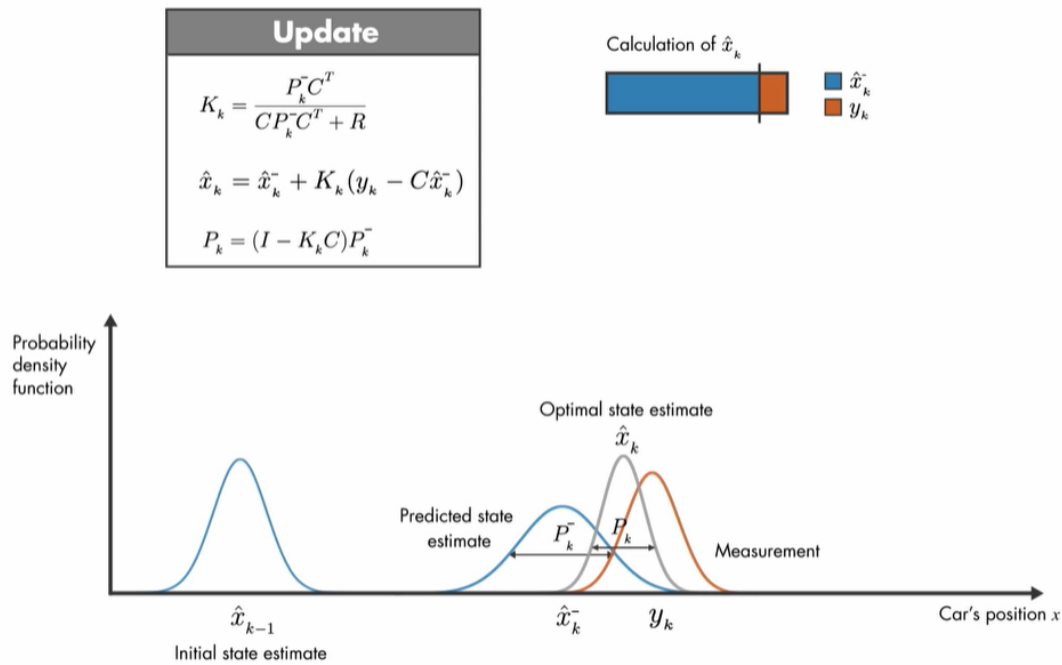 Update
K_k = P_k^- C^T / (C P_k^- C^T + R)
x̂_k = x̂_k^- + K_k (y_k − C x̂_k^-)
P_k = (I − K_k C) P_k^-
Calculation of x̂_k
x̂_k^-
y_k
Probability
density
function
Optimal state estimate
x̂_k
Predicted state
estimate
P_k^-
P_k
Measurement
x̂_{k−1}
x̂_k^-
y_k
Car's position x
Initial state estimate